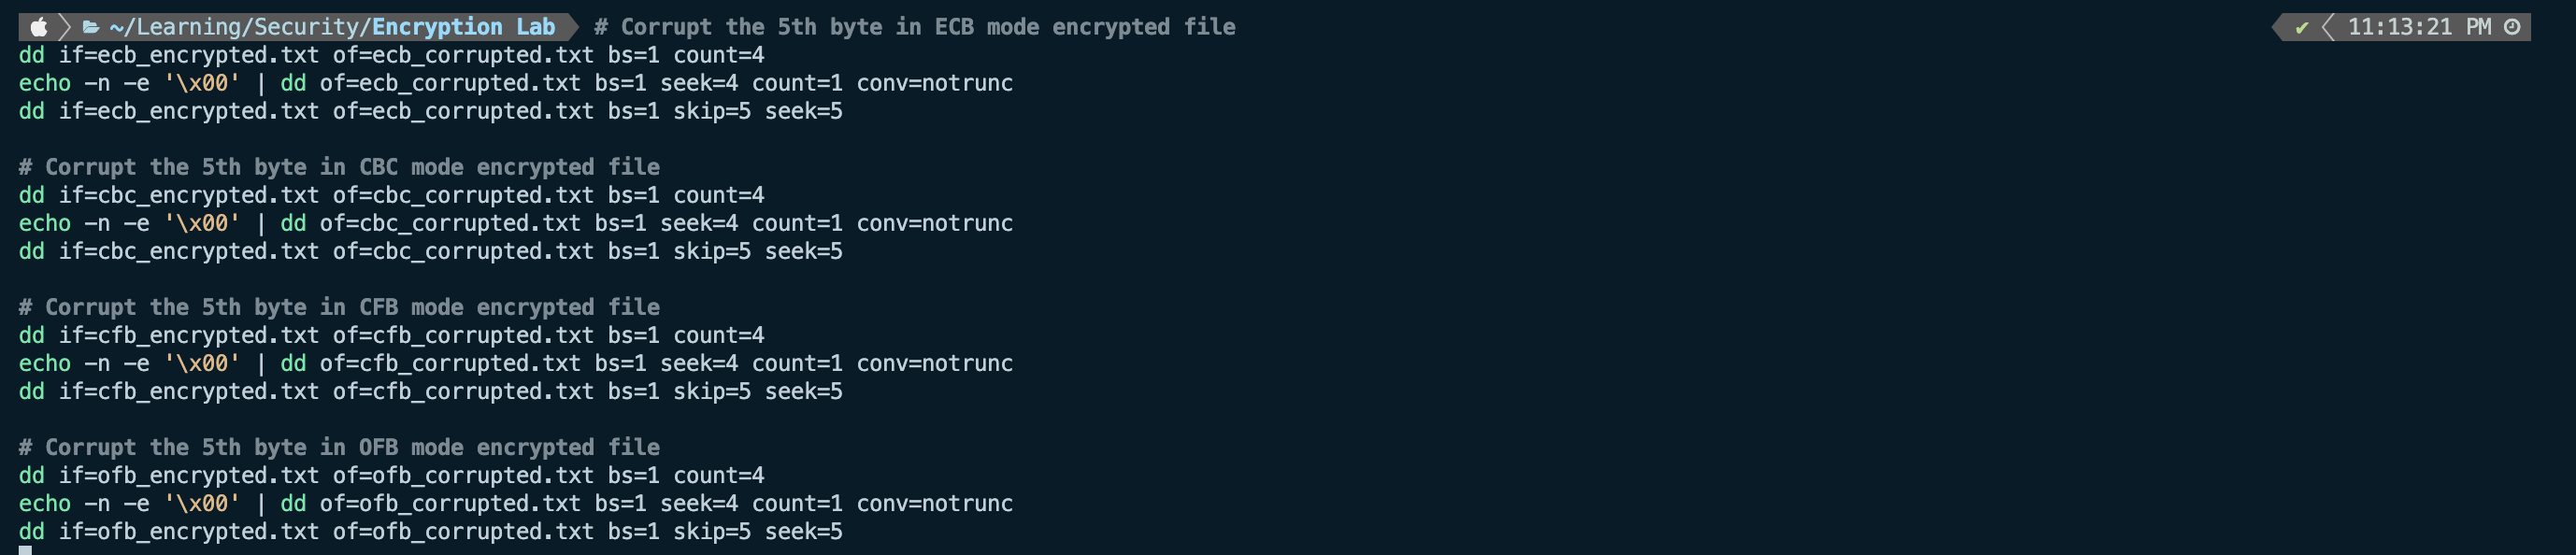 ~/Learning/Security/Encryption Lab # Corrupt the 5th byte in ECB mode encrypted file ✔ 11:13:21 PM
dd if=ecb_encrypted.txt of=ecb_corrupted.txt bs=1 count=4
echo -n -e '\x00' | dd of=ecb_corrupted.txt bs=1 seek=4 count=1 conv=notrunc
dd if=ecb_encrypted.txt of=ecb_corrupted.txt bs=1 skip=5 seek=5

# Corrupt the 5th byte in CBC mode encrypted file
dd if=cbc_encrypted.txt of=cbc_corrupted.txt bs=1 count=4
echo -n -e '\x00' | dd of=cbc_corrupted.txt bs=1 seek=4 count=1 conv=notrunc
dd if=cbc_encrypted.txt of=cbc_corrupted.txt bs=1 skip=5 seek=5

# Corrupt the 5th byte in CFB mode encrypted file
dd if=cfb_encrypted.txt of=cfb_corrupted.txt bs=1 count=4
echo -n -e '\x00' | dd of=cfb_corrupted.txt bs=1 seek=4 count=1 conv=notrunc
dd if=cfb_encrypted.txt of=cfb_corrupted.txt bs=1 skip=5 seek=5

# Corrupt the 5th byte in OFB mode encrypted file
dd if=ofb_encrypted.txt of=ofb_corrupted.txt bs=1 count=4
echo -n -e '\x00' | dd of=ofb_corrupted.txt bs=1 seek=4 count=1 conv=notrunc
dd if=ofb_encrypted.txt of=ofb_corrupted.txt bs=1 skip=5 seek=5